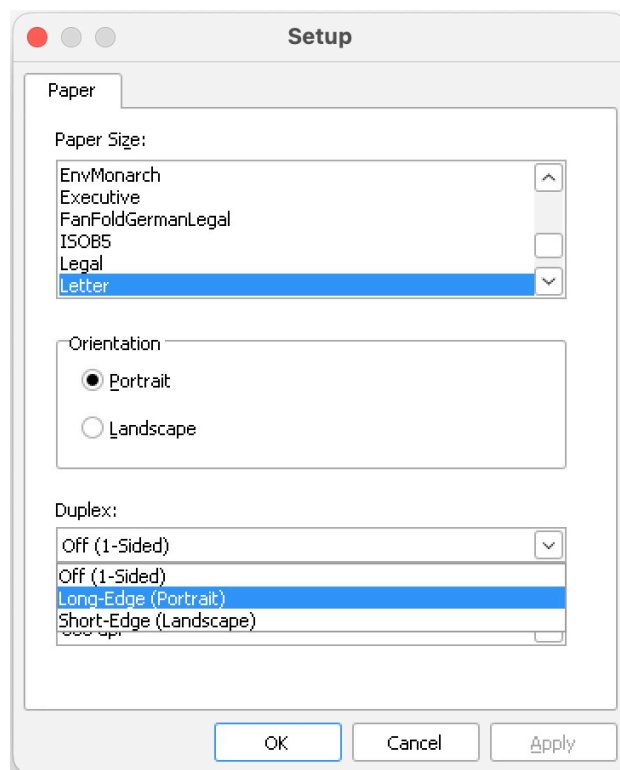 Setup
Paper
Paper Size:
EnvMonarch
Executive
FanFoldGermanLegal
ISOB5
Legal
Letter
Orientation
Portrait
Landscape
Duplex:
Off (1-Sided)
Off (1-Sided)
Long-Edge (Portrait)
Short-Edge (Landscape)
OK
Cancel
Apply